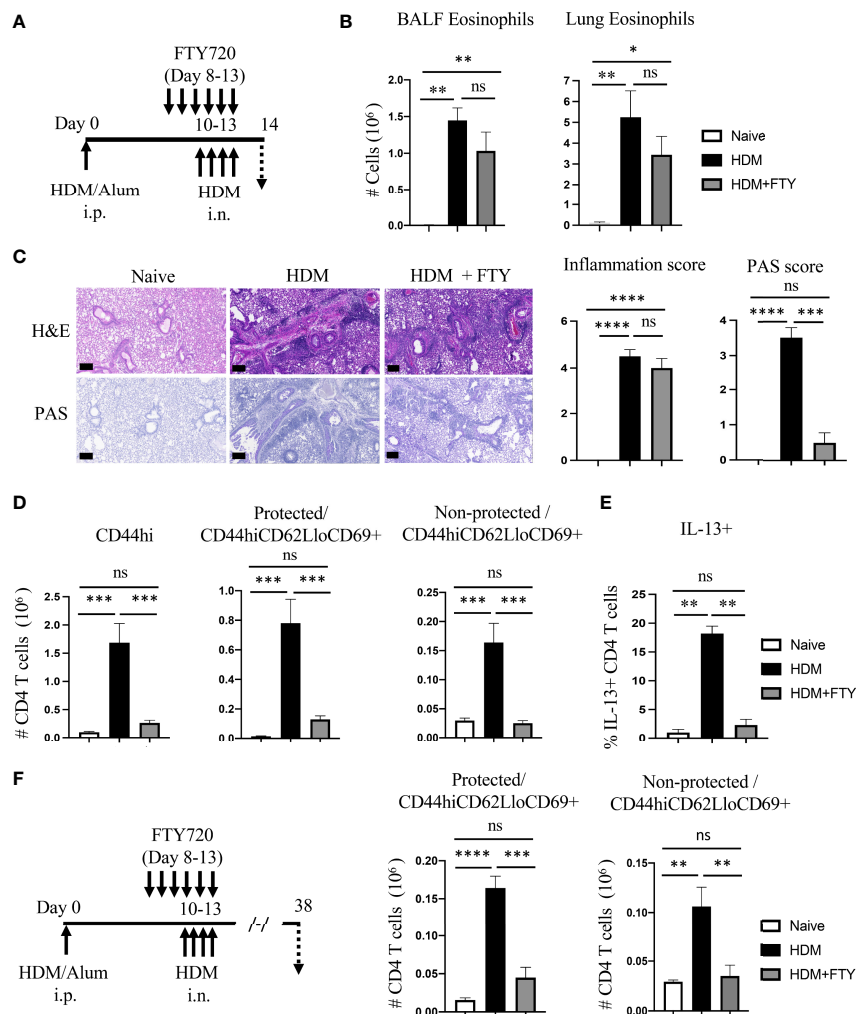 A
FTY720
(Day 8-13)
Day 0
10-13
14
HDM/Alum
i.p.
HDM
i.n.
B
BALF Eosinophils
# Cells (10⁶)
2.0
1.5
1.0
0.5
0.0
**
**
ns
Lung Eosinophils
7
6
5
4
3
2
1
0
*
**
ns
Naive
HDM
HDM+FTY
C
Naive
HDM
HDM + FTY
H&E
PAS
Inflammation score
6
4
2
0
****
****
ns
PAS score
4
3
2
1
0
ns
****
***
D
CD44hi
# CD4 T cells (10⁶)
2.5
2.0
1.5
1.0
0.5
0.0
ns
***
***
Protected/
CD44hiCD62LloCD69+
0.8
0.6
0.4
0.2
0.0
ns
***
***
Non-protected/
CD44hiCD62LloCD69+
0.25
0.20
0.15
0.10
0.05
0.00
ns
***
***
E
IL-13+
% IL-13+ CD4 T cells
25
20
15
10
5
0
ns
**
**
Naive
HDM
HDM+FTY
F
FTY720
(Day 8-13)
Day 0
10-13
38
HDM/Alum
i.p.
HDM
i.n.
Protected/
CD44hiCD62LloCD69+
# CD4 T cells (10⁶)
0.20
0.15
0.10
0.05
0.00
ns
****
***
Non-protected /
CD44hiCD62LloCD69+
# CD4 T cells (10⁶)
0.15
0.10
0.05
0.00
ns
**
**
Naive
HDM
HDM+FTY